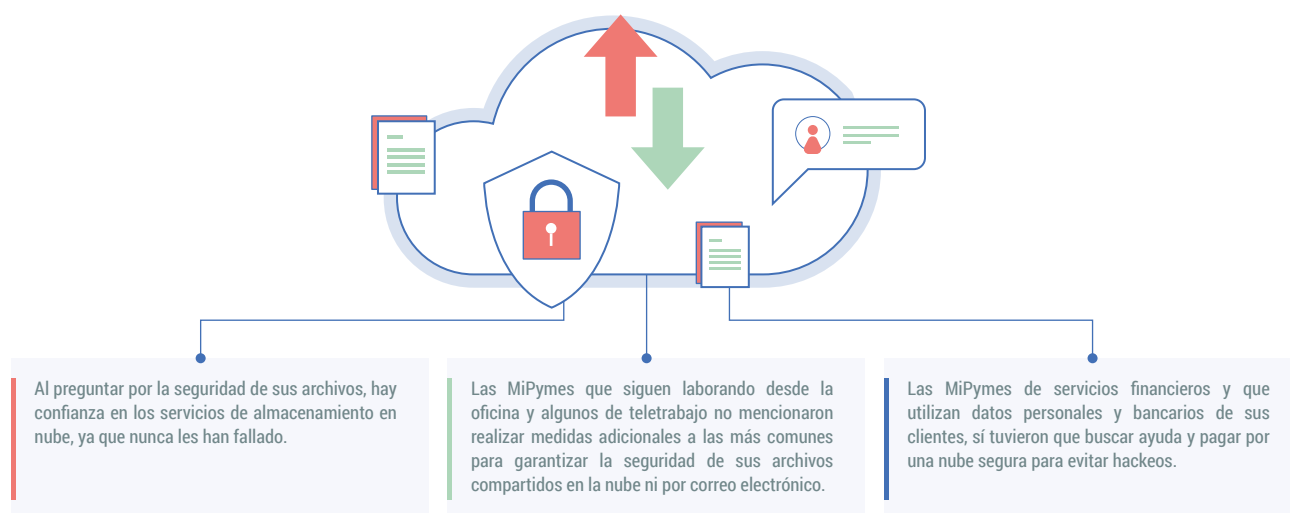 Al preguntar por la seguridad de sus archivos, hay
confianza en los servicios de almacenamiento en
nube, ya que nunca les han fallado.
Las MiPymes que siguen laborando desde la
oficina y algunos de teletrabajo no mencionaron
realizar medidas adicionales a las más comunes
para garantizar la seguridad de sus archivos
compartidos en la nube ni por correo electrónico.
Las MiPymes de servicios financieros y que
utilizan datos personales y bancarios de sus
clientes, sí tuvieron que buscar ayuda y pagar por
una nube segura para evitar hackeos.